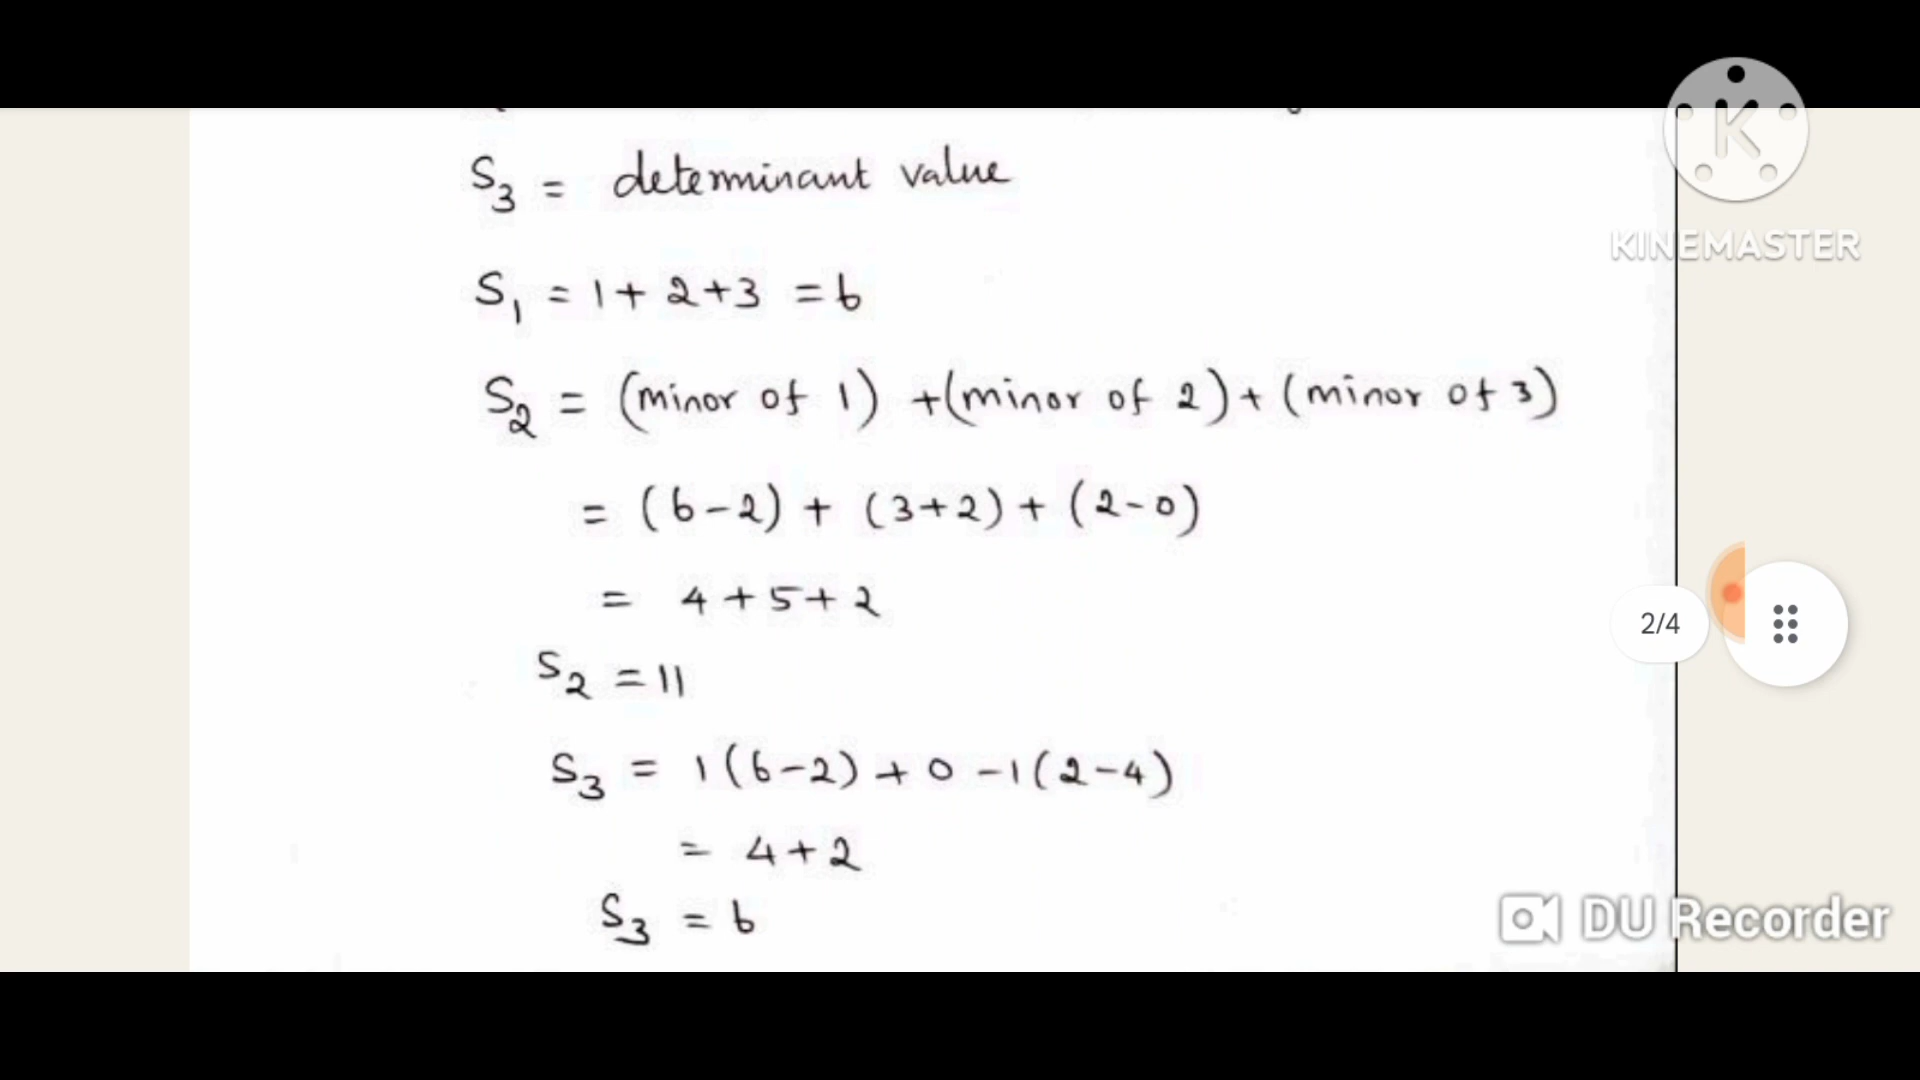 S3 = determinant value
S1 = 1 + 2 + 3 = 6
S2 = (minor of 1) + (minor of 2) + (minor of 3)
= (6-2) + (3+2) + (2-0)
= 4 + 5 + 2
S2 = 11
S3 = 1(6-2) + 0 - 1(2-4)
= 4 + 2
S3 = 6
K
KINEMASTER
2/4
DU Recorder